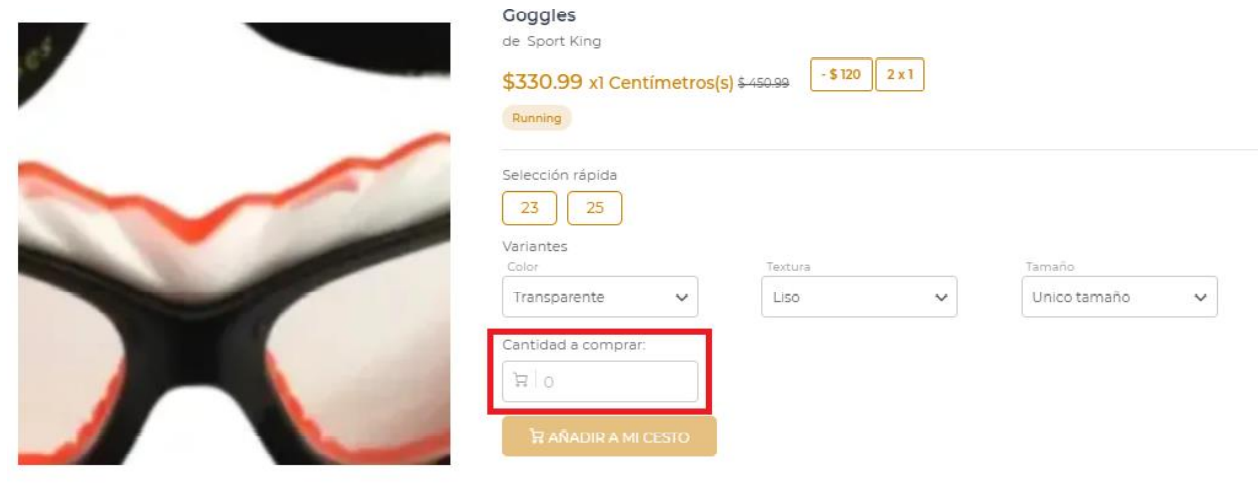 Goggles
de Sport King
$330.99 x1 Centímetros(s) $ 450.99 - $ 120 2 x 1
Running
Selección rápida
23 25
Variantes
Color Textura Tamaño
Transparente Liso Unico tamaño
Cantidad a comprar:
0
AÑADIR A MI CESTO